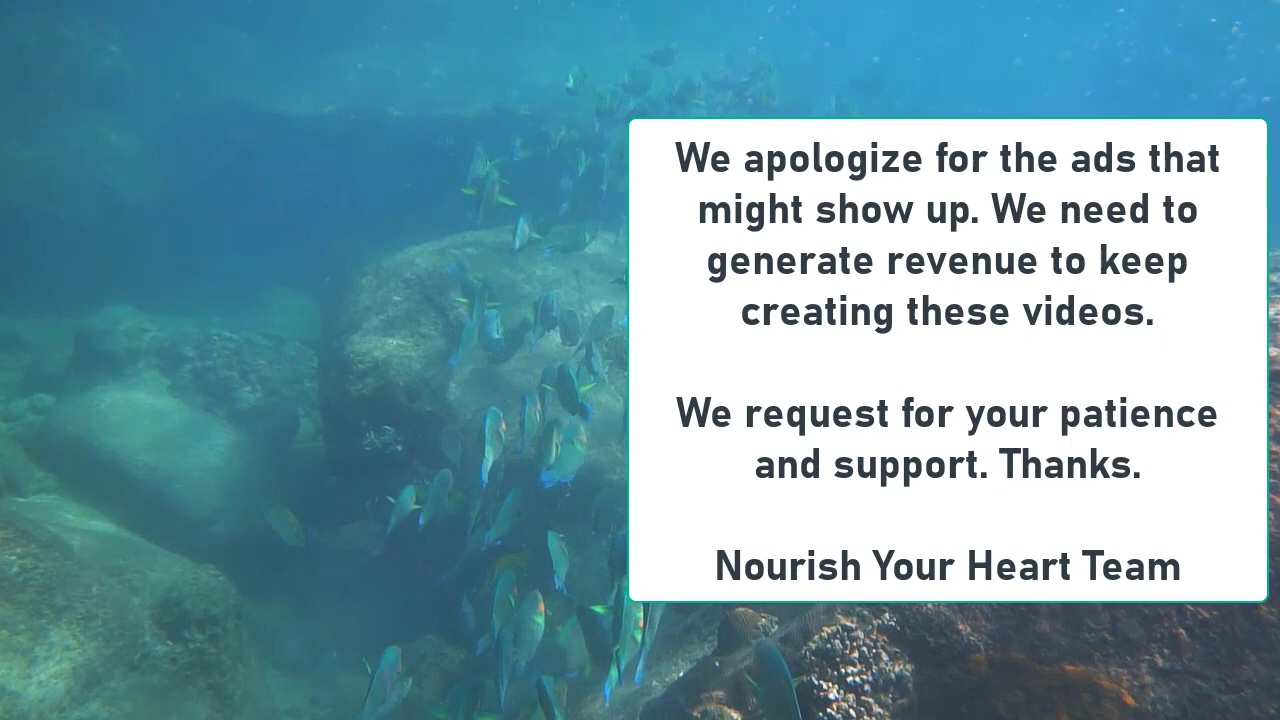 We apologize for the ads that
might show up. We need to
generate revenue to keep
creating these videos.
We request for your patience
and support. Thanks.
Nourish Your Heart Team